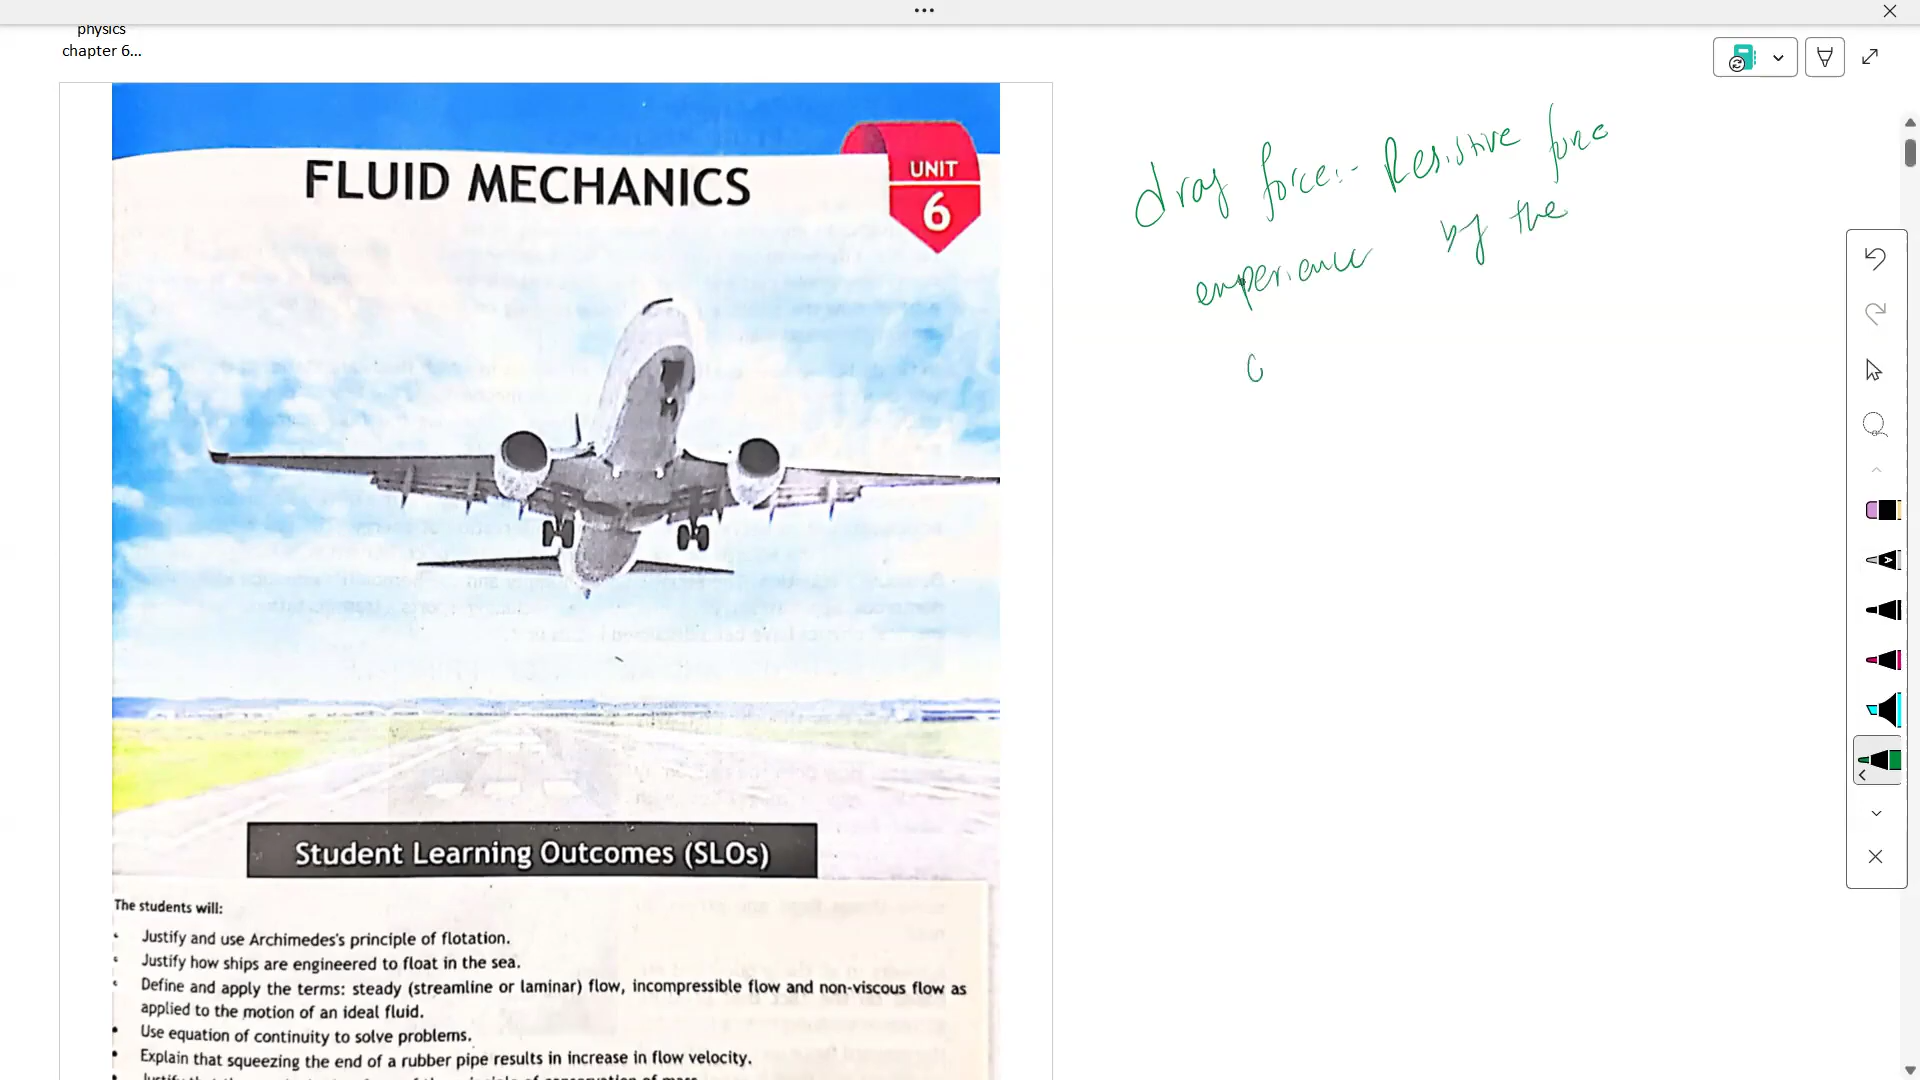 physics
chapter 6...
FLUID MECHANICS
UNIT
6
drag force:- Resistive force
experience by the
Student Learning Outcomes (SLOs)
The students will:
Justify and use Archimedes's principle of flotation.
Justify how ships are engineered to float in the sea.
Define and apply the terms: steady (streamline or laminar) flow, incompressible flow and non-viscous flow as
applied to the motion of an ideal fluid.
Use equation of continuity to solve problems.
Explain that squeezing the end of a rubber pipe results in increase in flow velocity.